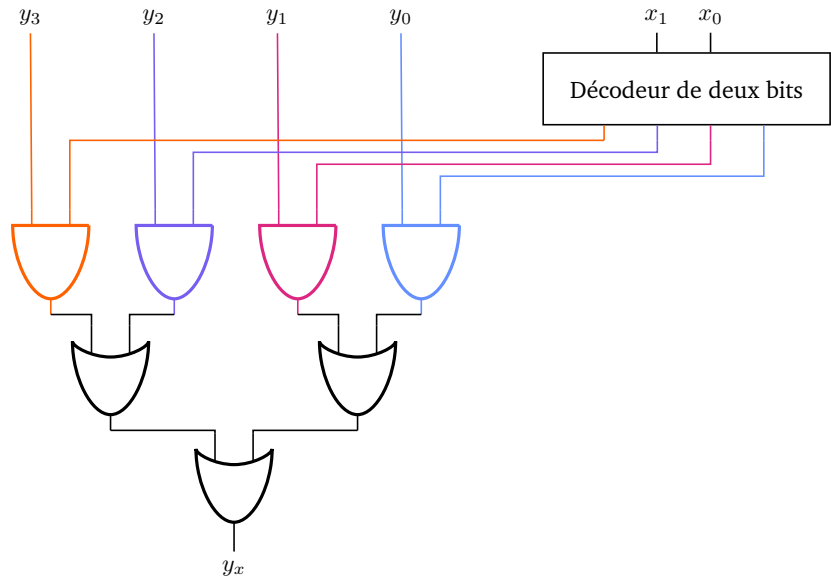 y₃ y₂ y₁ y₀ x₁ x₀
Décodeur de deux bits
yₓ